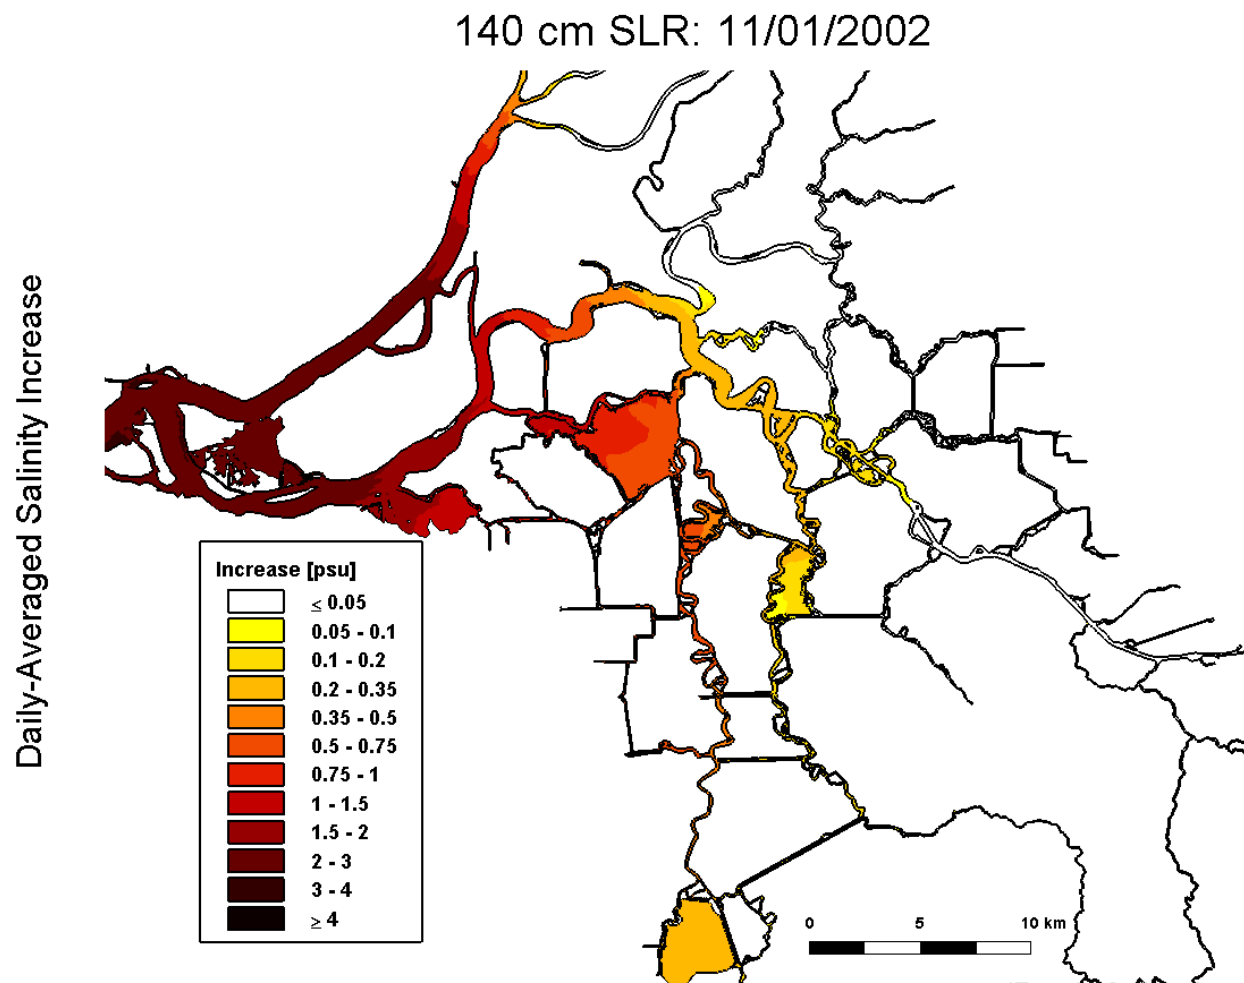 140 cm SLR: 11/01/2002
Daily-Averaged Salinity Increase
Increase [psu]
≤ 0.05
0.05 - 0.1
0.1 - 0.2
0.2 - 0.35
0.35 - 0.5
0.5 - 0.75
0.75 - 1
1 - 1.5
1.5 - 2
2 - 3
3 - 4
≥ 4
0 5 10 km